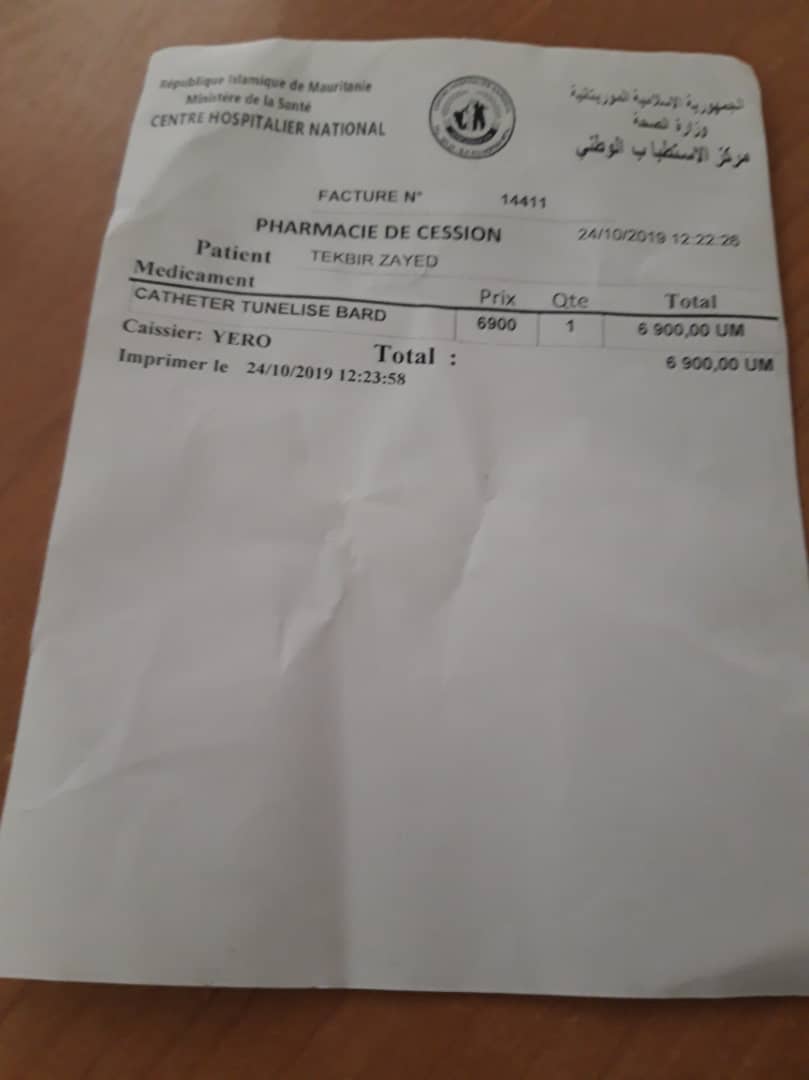 République Islamique de Mauritanie
Ministère de la Santé
CENTRE HOSPITALIER NATIONAL
الجمهورية الإسلامية الموريتانية
وزارة الصحة
مركز الاستطباب الوطني
FACTURE N° 14411
PHARMACIE DE CESSION 24/10/2019 12:22:26
Patient TEKBIR ZAYED
Medicament Prix Qte Total
CATHETER TUNELISE BARD 6900 1 6 900,00 UM
Caissier: YERO Total : 6 900,00 UM
Imprimer le 24/10/2019 12:23:58